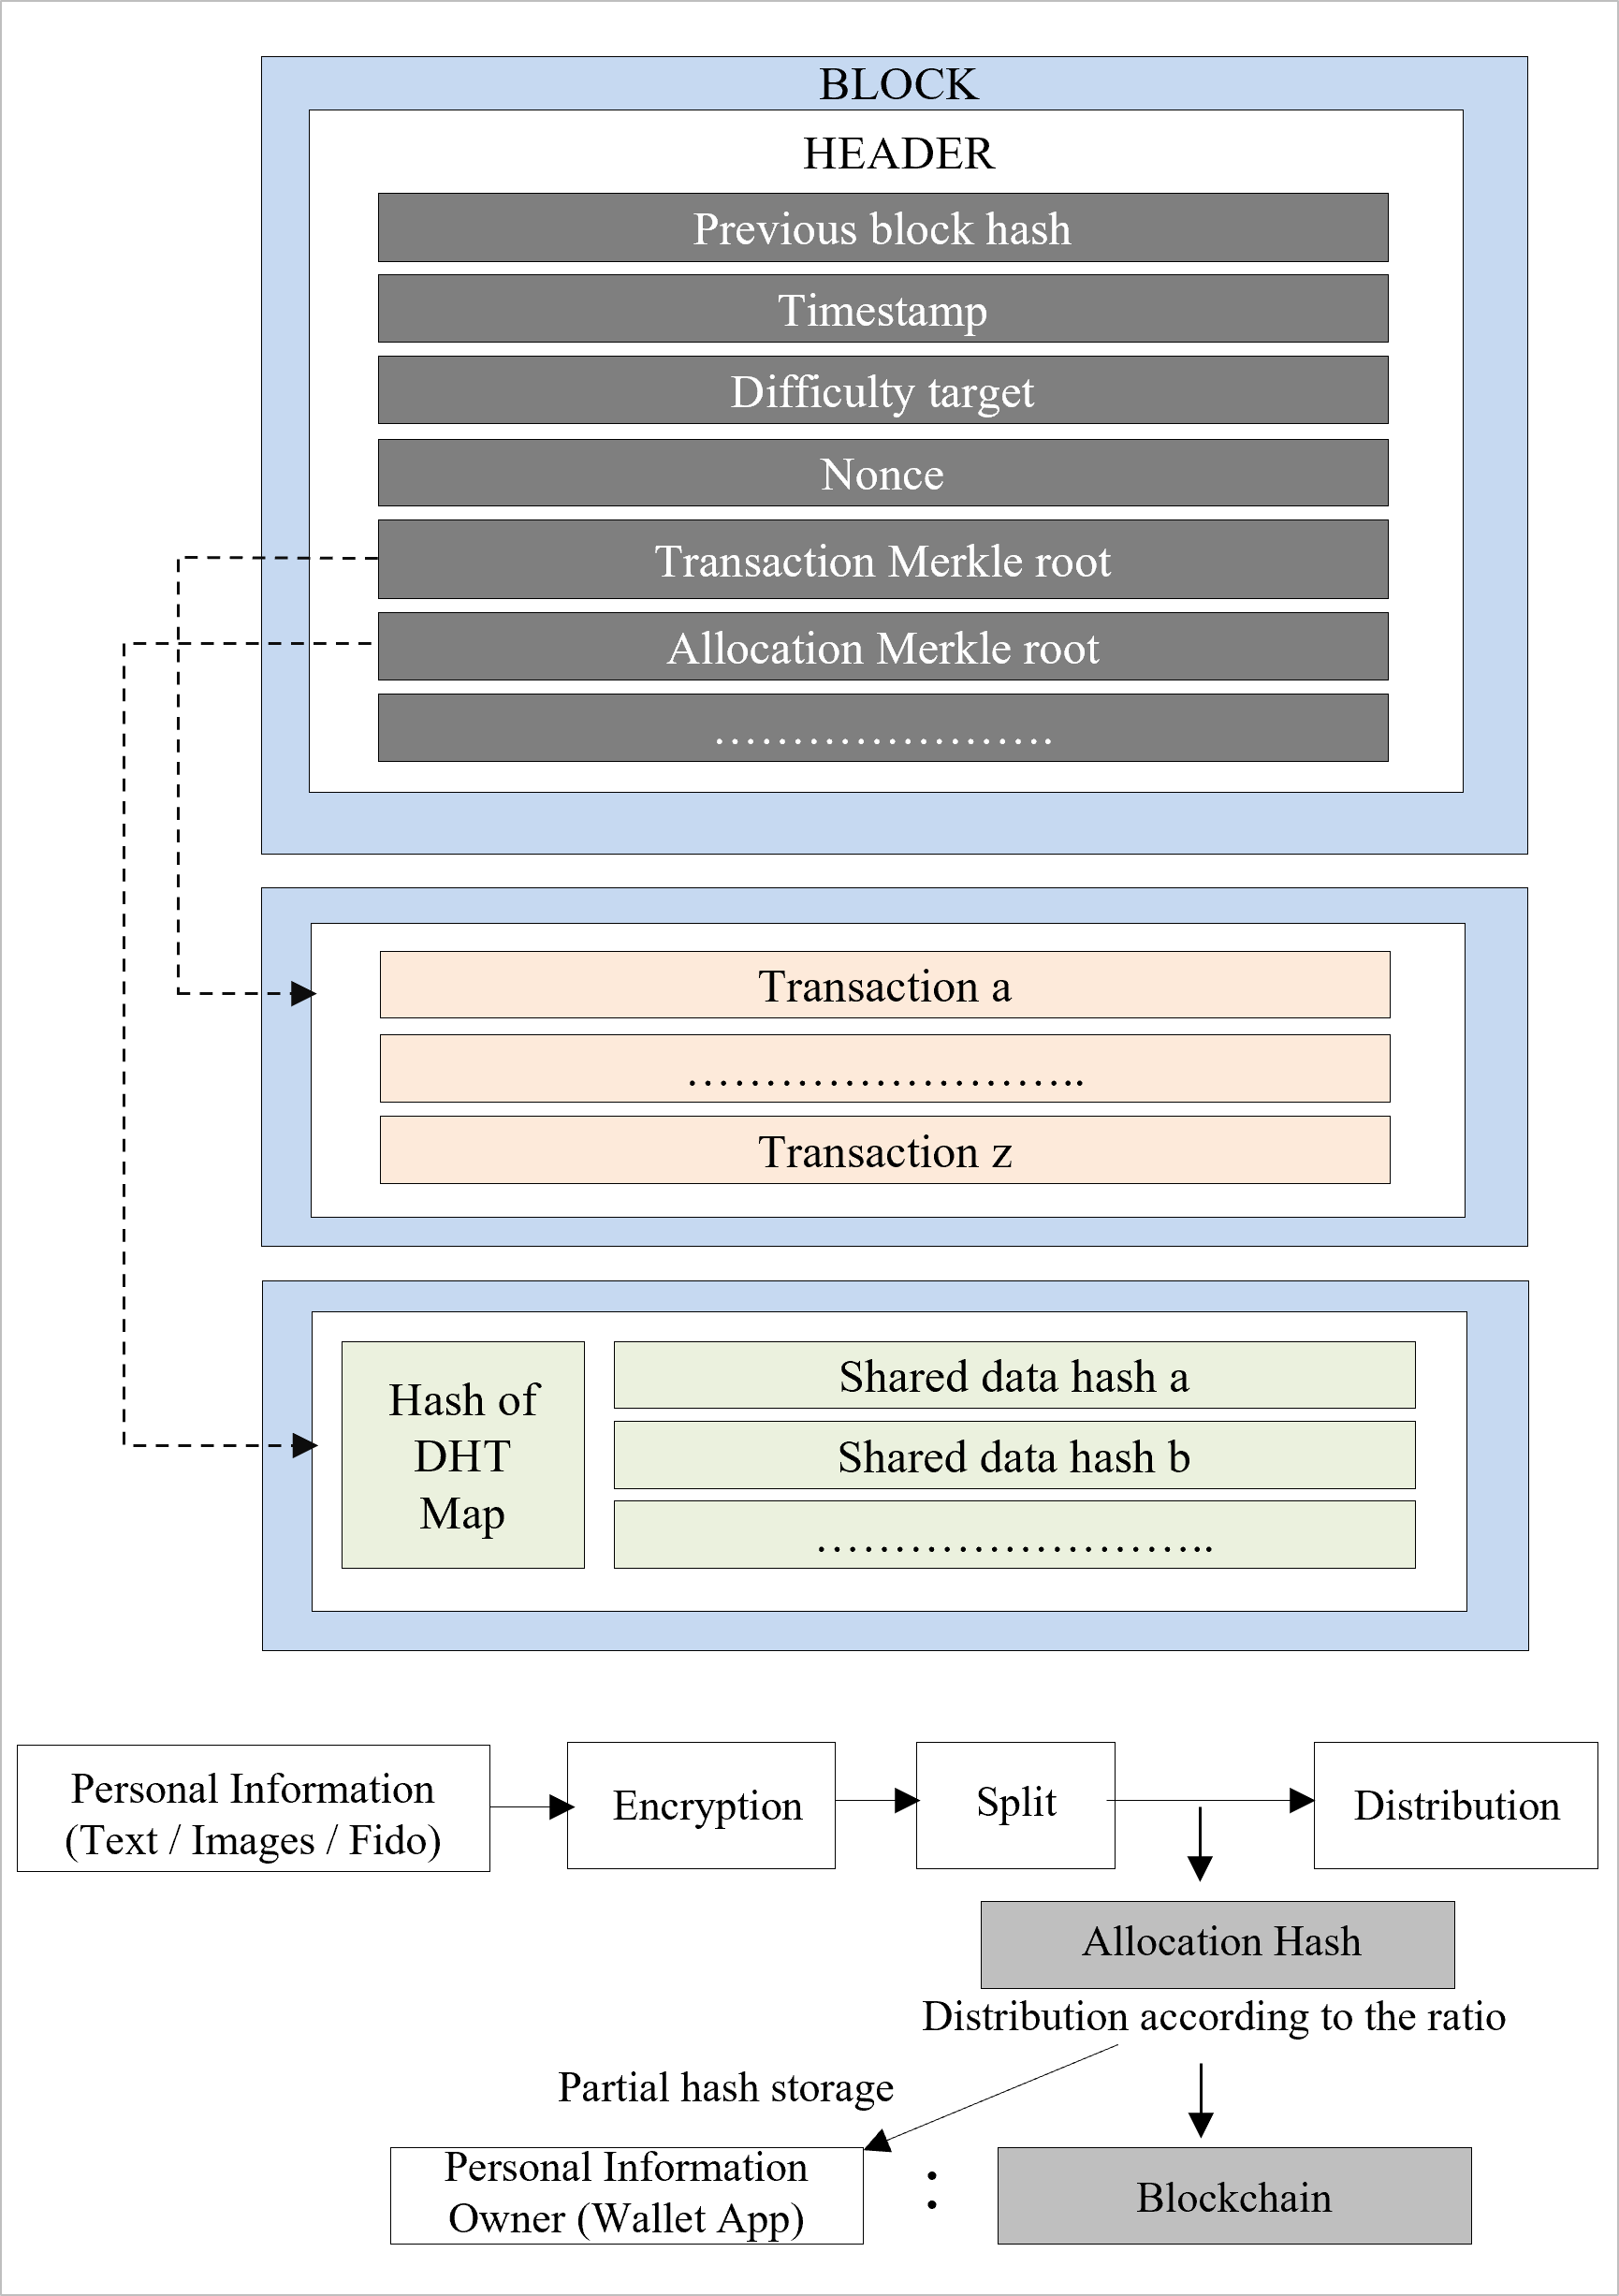 BLOCK
HEADER
Previous block hash
Timestamp
Difficulty target
Nonce
Transaction Merkle root
Allocation Merkle root
......................
Transaction a
..........................
Transaction z
Hash of
DHT
Map
Shared data hash a
Shared data hash b
..........................
Personal Information
(Text / Images / Fido)
Encryption
Split
Distribution
Allocation Hash
Distribution according to the ratio
Partial hash storage
Personal Information
Owner (Wallet App)
:
Blockchain